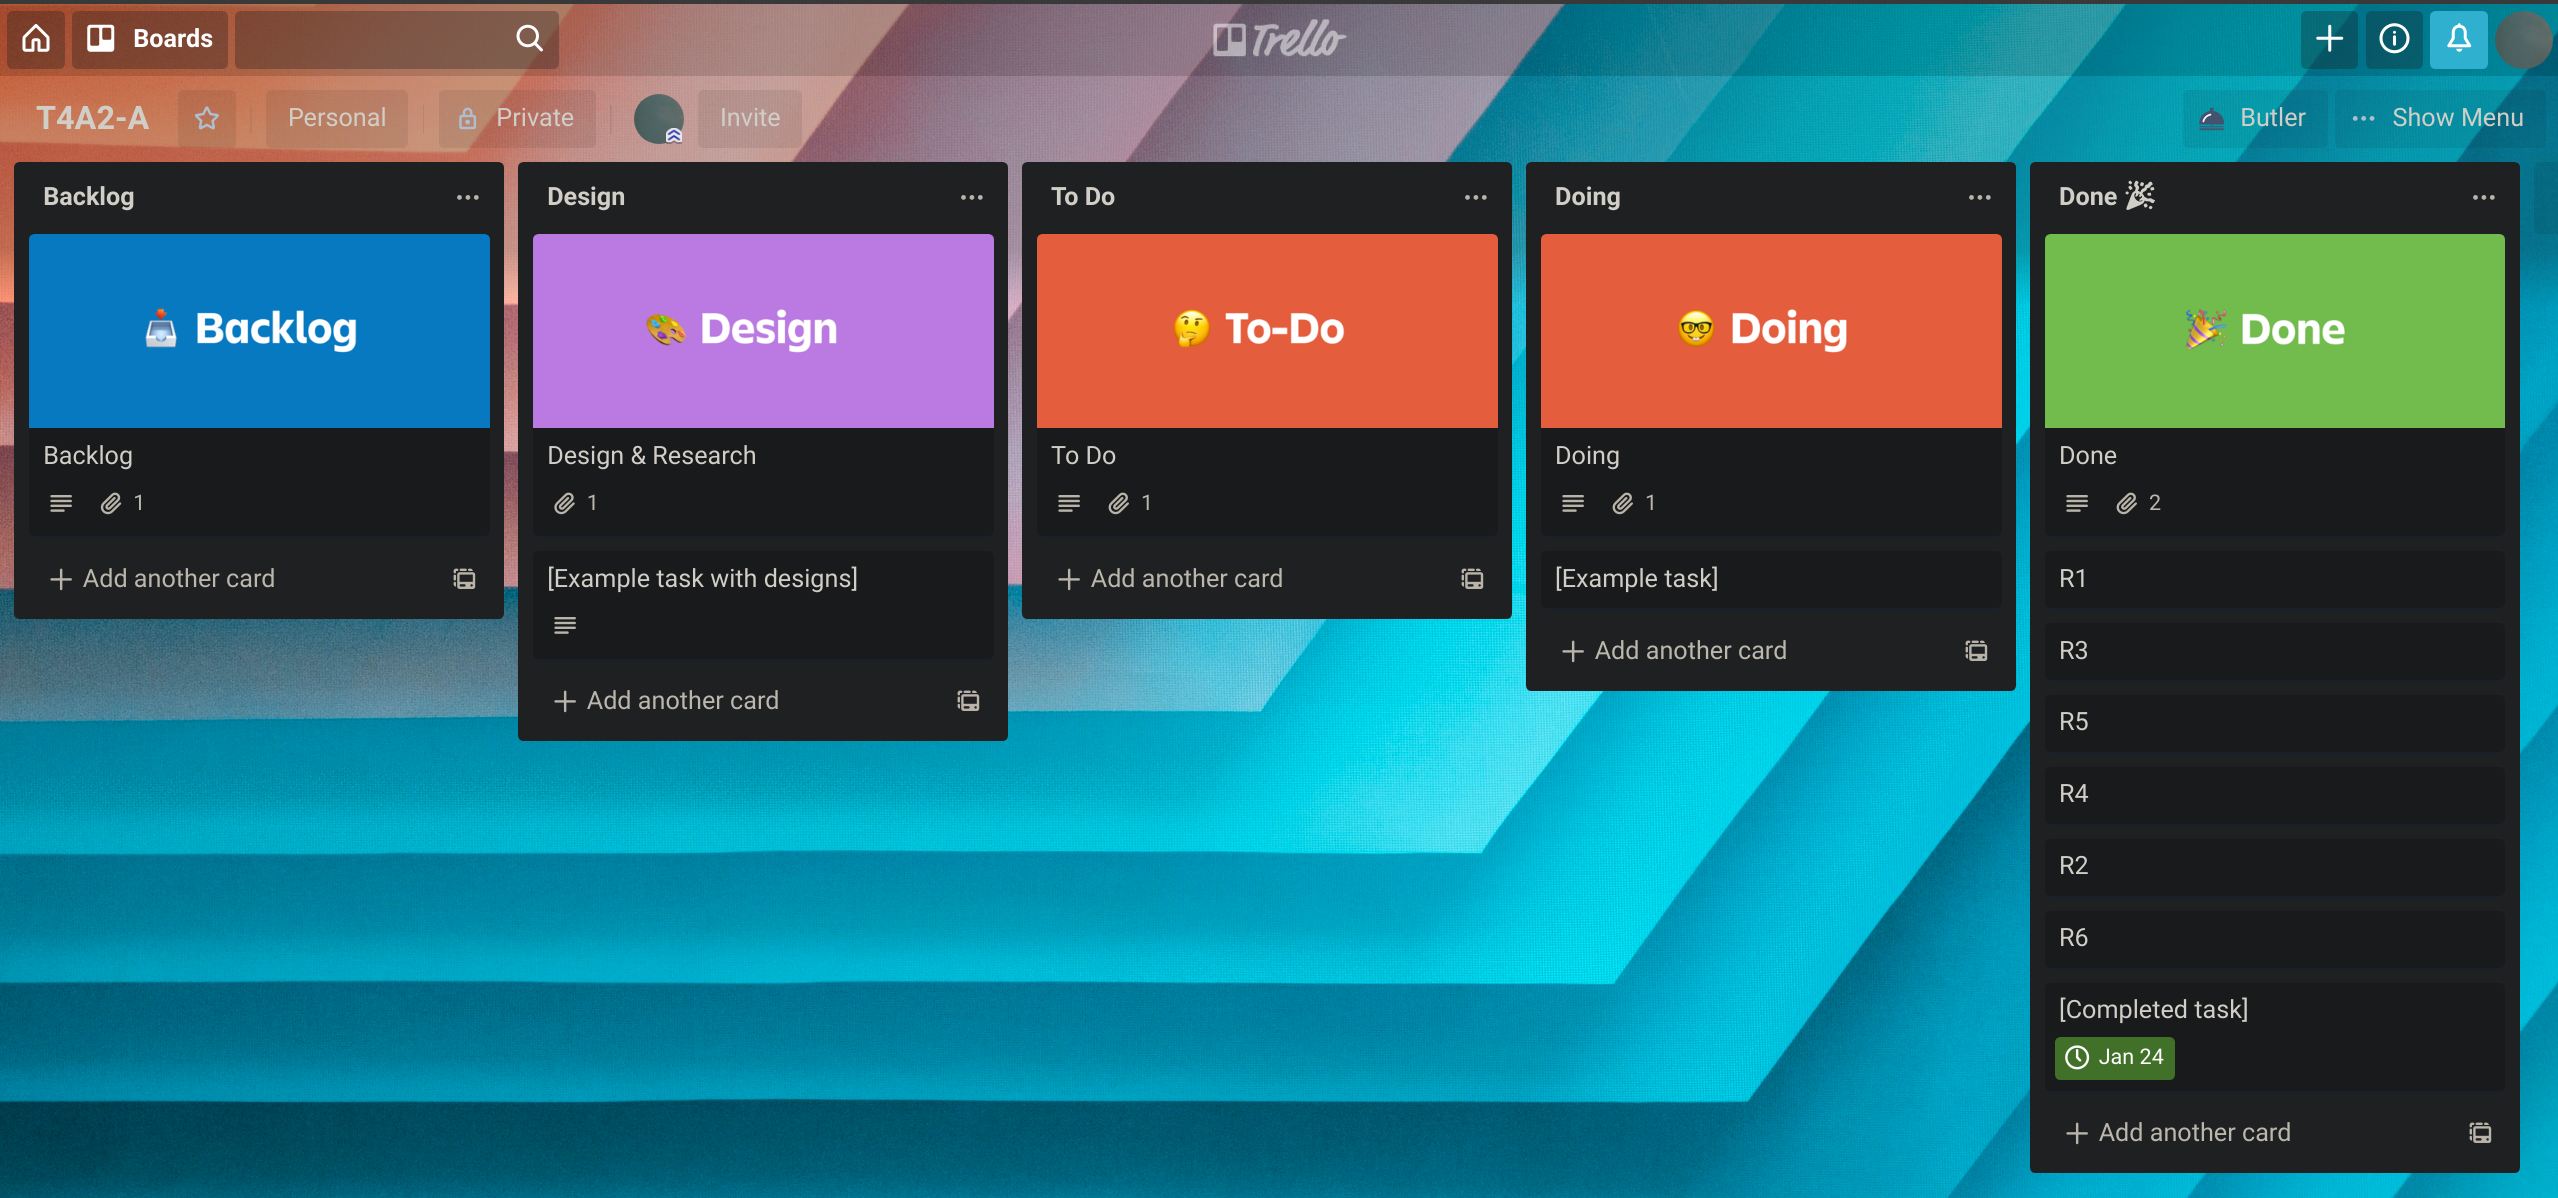 Boards
Trello
T4A2-A
Personal
Private
Invite
Butler
Show Menu
Backlog
Backlog
Backlog
1
Add another card
Design
Design
Design & Research
1
[Example task with designs]
Add another card
To Do
To-Do
To Do
1
Add another card
Doing
Doing
Doing
1
[Example task]
Add another card
Done 🎉
Done
Done
2
R1
R3
R5
R4
R2
R6
[Completed task]
Jan 24
Add another card